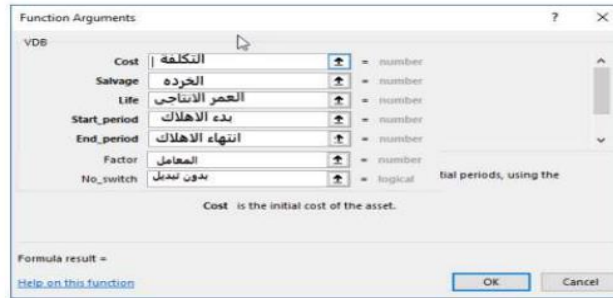 Function Arguments ? ×
VDB
Cost التكلفة = number
Salvage الخرده = number
Life العمر الانتاجى = number
Start_period بدء الاهلاك = number
End_period انتهاء الاهلاك = number
Factor المعامل = number
No_switch بدون تبديل = logical
tial periods, using the
Cost is the initial cost of the asset.
Formula result =
Help on this function OK Cancel